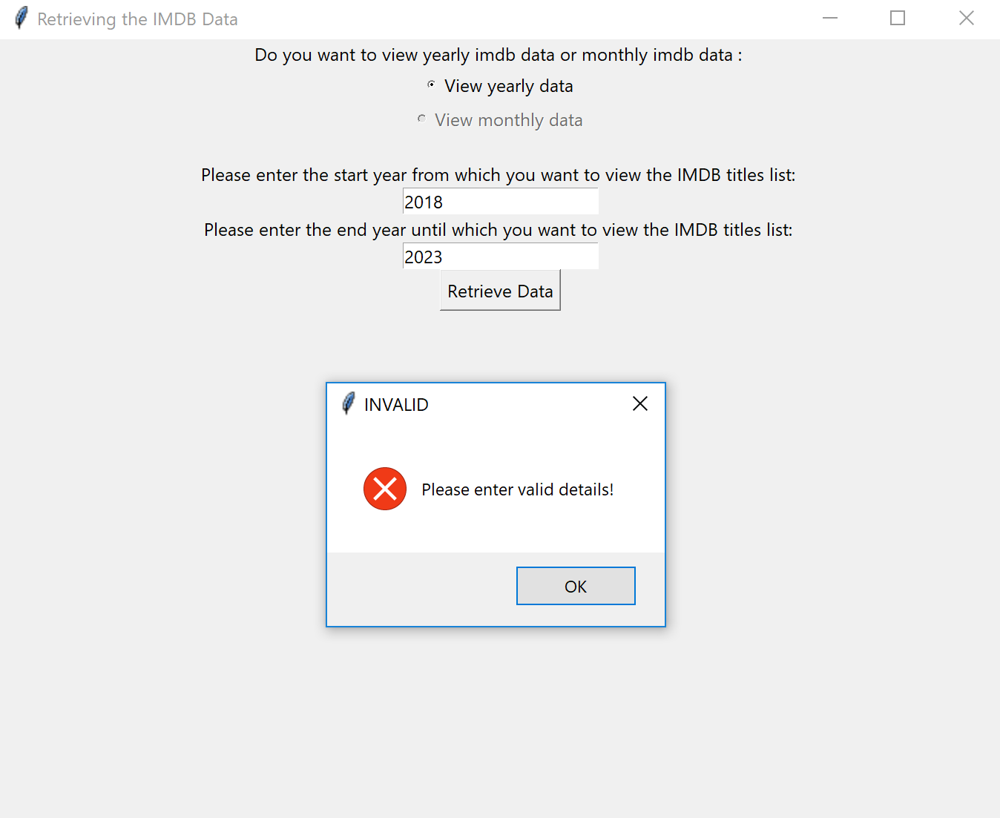 Retrieving the IMDB Data
Do you want to view yearly imdb data or monthly imdb data :
View yearly data
View monthly data
Please enter the start year from which you want to view the IMDB titles list:
2018
Please enter the end year until which you want to view the IMDB titles list:
2023
Retrieve Data
INVALID
Please enter valid details!
OK